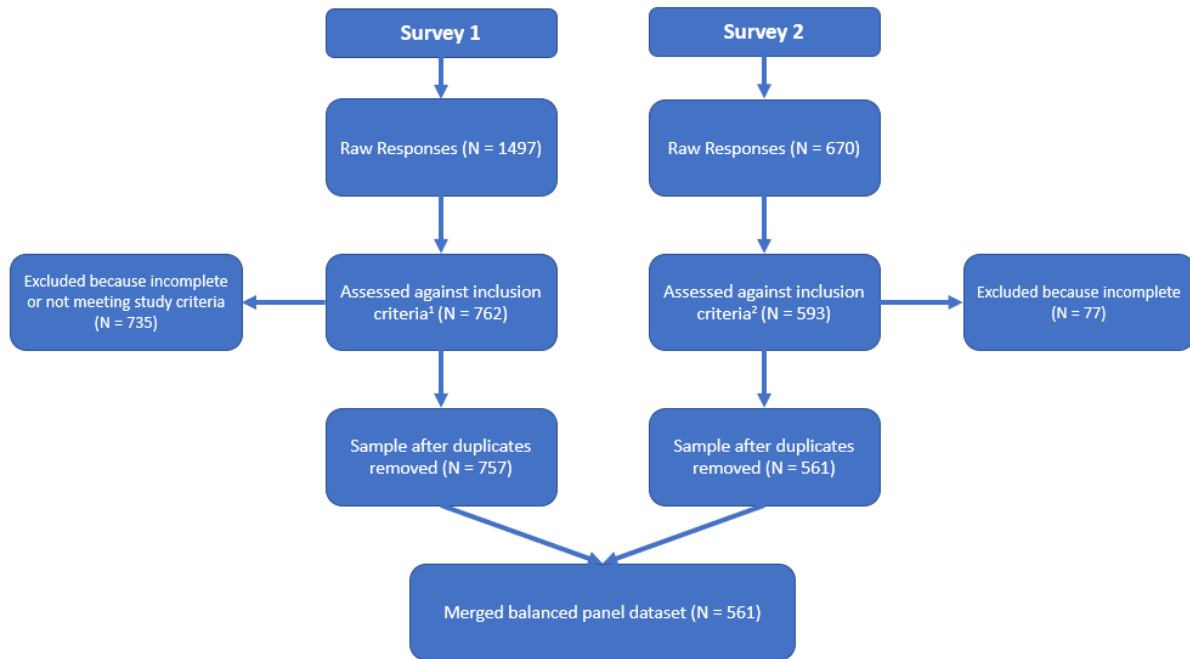 Survey 1
Survey 2
Raw Responses (N = 1497)
Raw Responses (N = 670)
Excluded because incomplete
or not meeting study criteria
(N = 735)
Assessed against inclusion
criteria¹ (N = 762)
Assessed against inclusion
criteria² (N = 593)
Excluded because incomplete
(N = 77)
Sample after duplicates
removed (N = 757)
Sample after duplicates
removed (N = 561)
Merged balanced panel dataset (N = 561)